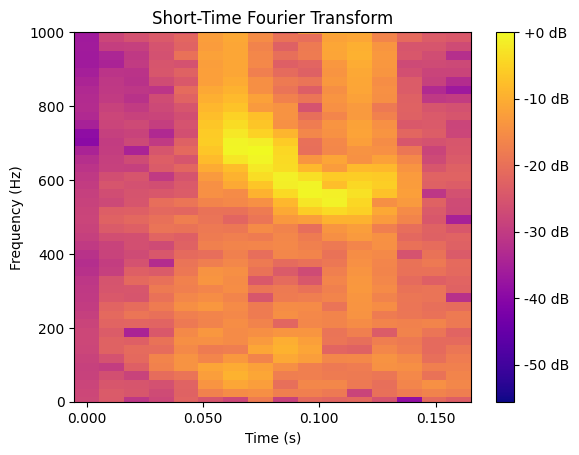 Short-Time Fourier Transform
1000
800
600
400
200
0
Frequency (Hz)
0.000
0.050
0.100
0.150
Time (s)
+0 dB
-10 dB
-20 dB
-30 dB
-40 dB
-50 dB